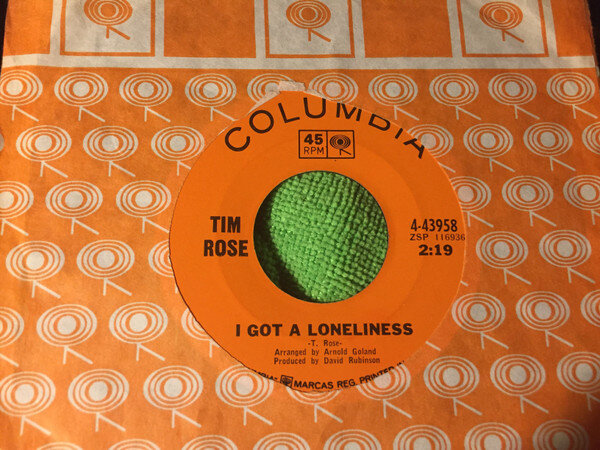 COLUMBIA
45
RPM
TIM
ROSE
4-43958
ZSP 116936
2:19
I GOT A LONELINESS
-T. Rose-
Arranged by Arnold Goland
Produced by David Rubinson
MARCAS REG. PRINTED IN